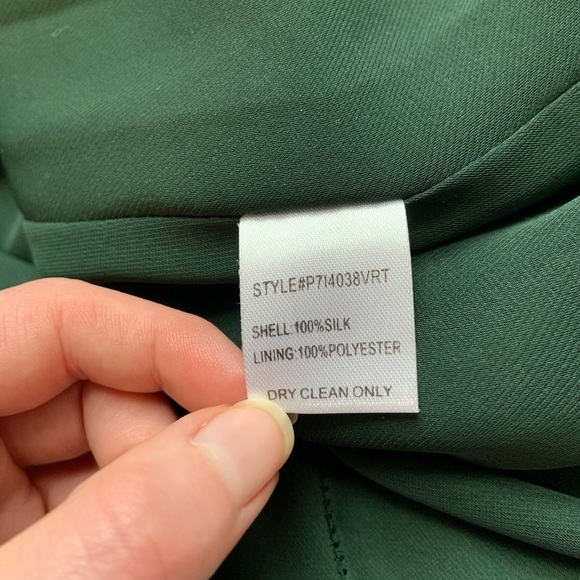 STYLE#P7I4038VRT
SHELL:100%SILK
LINING:100%POLYESTER
DRY CLEAN ONLY